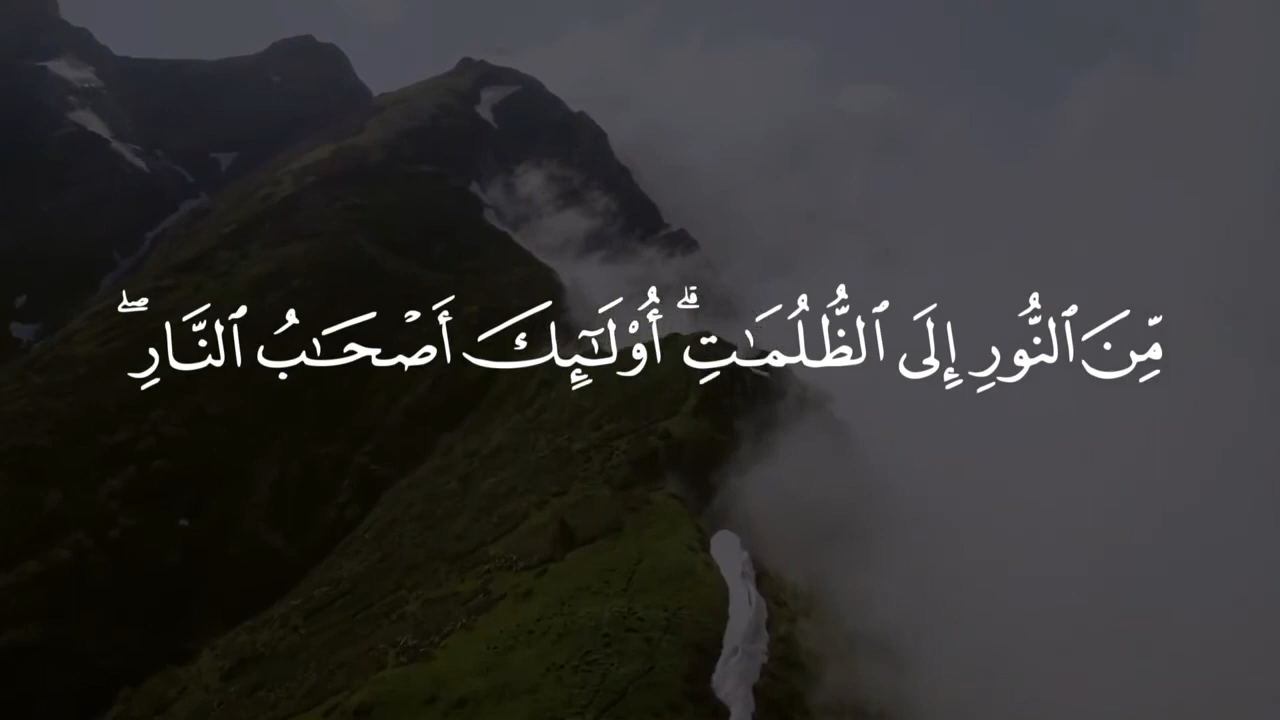 مِّنَ ٱلنُّورِ إِلَى ٱلظُّلُمَـٰتِ ۗ أُو۟لَـٰٓئِكَ أَصْحَـٰبُ ٱلنَّارِ ۖ